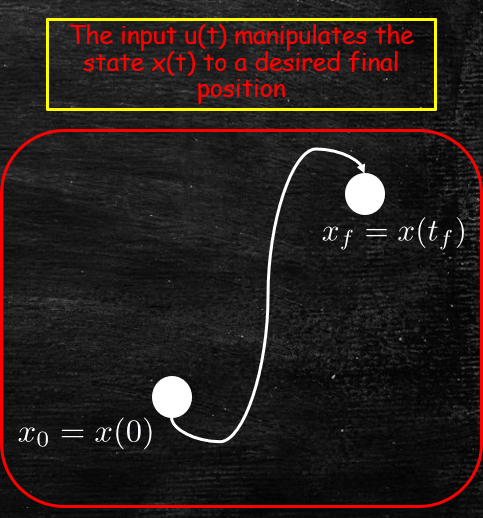 The input u(t) manipulates the
state x(t) to a desired final
position
x_f = x(t_f)
x_0 = x(0)